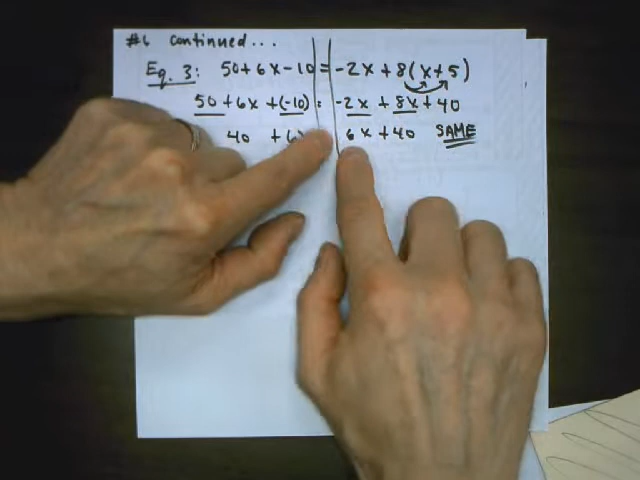 #6 continued...
Eq. 3: 50+6x-10 = -2x+8(x+5)
50+6x+(-10) = -2x+8x+40
40 +6x 6x+40 SAME